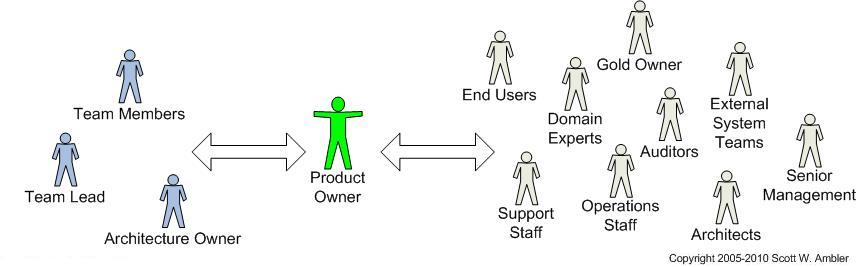 Team Members
Team Lead
Architecture Owner
Product
Owner
End Users
Domain
Experts
Gold Owner
Auditors
External
System
Teams
Senior
Management
Support
Staff
Operations
Staff
Architects
Copyright 2005-2010 Scott W. Ambler